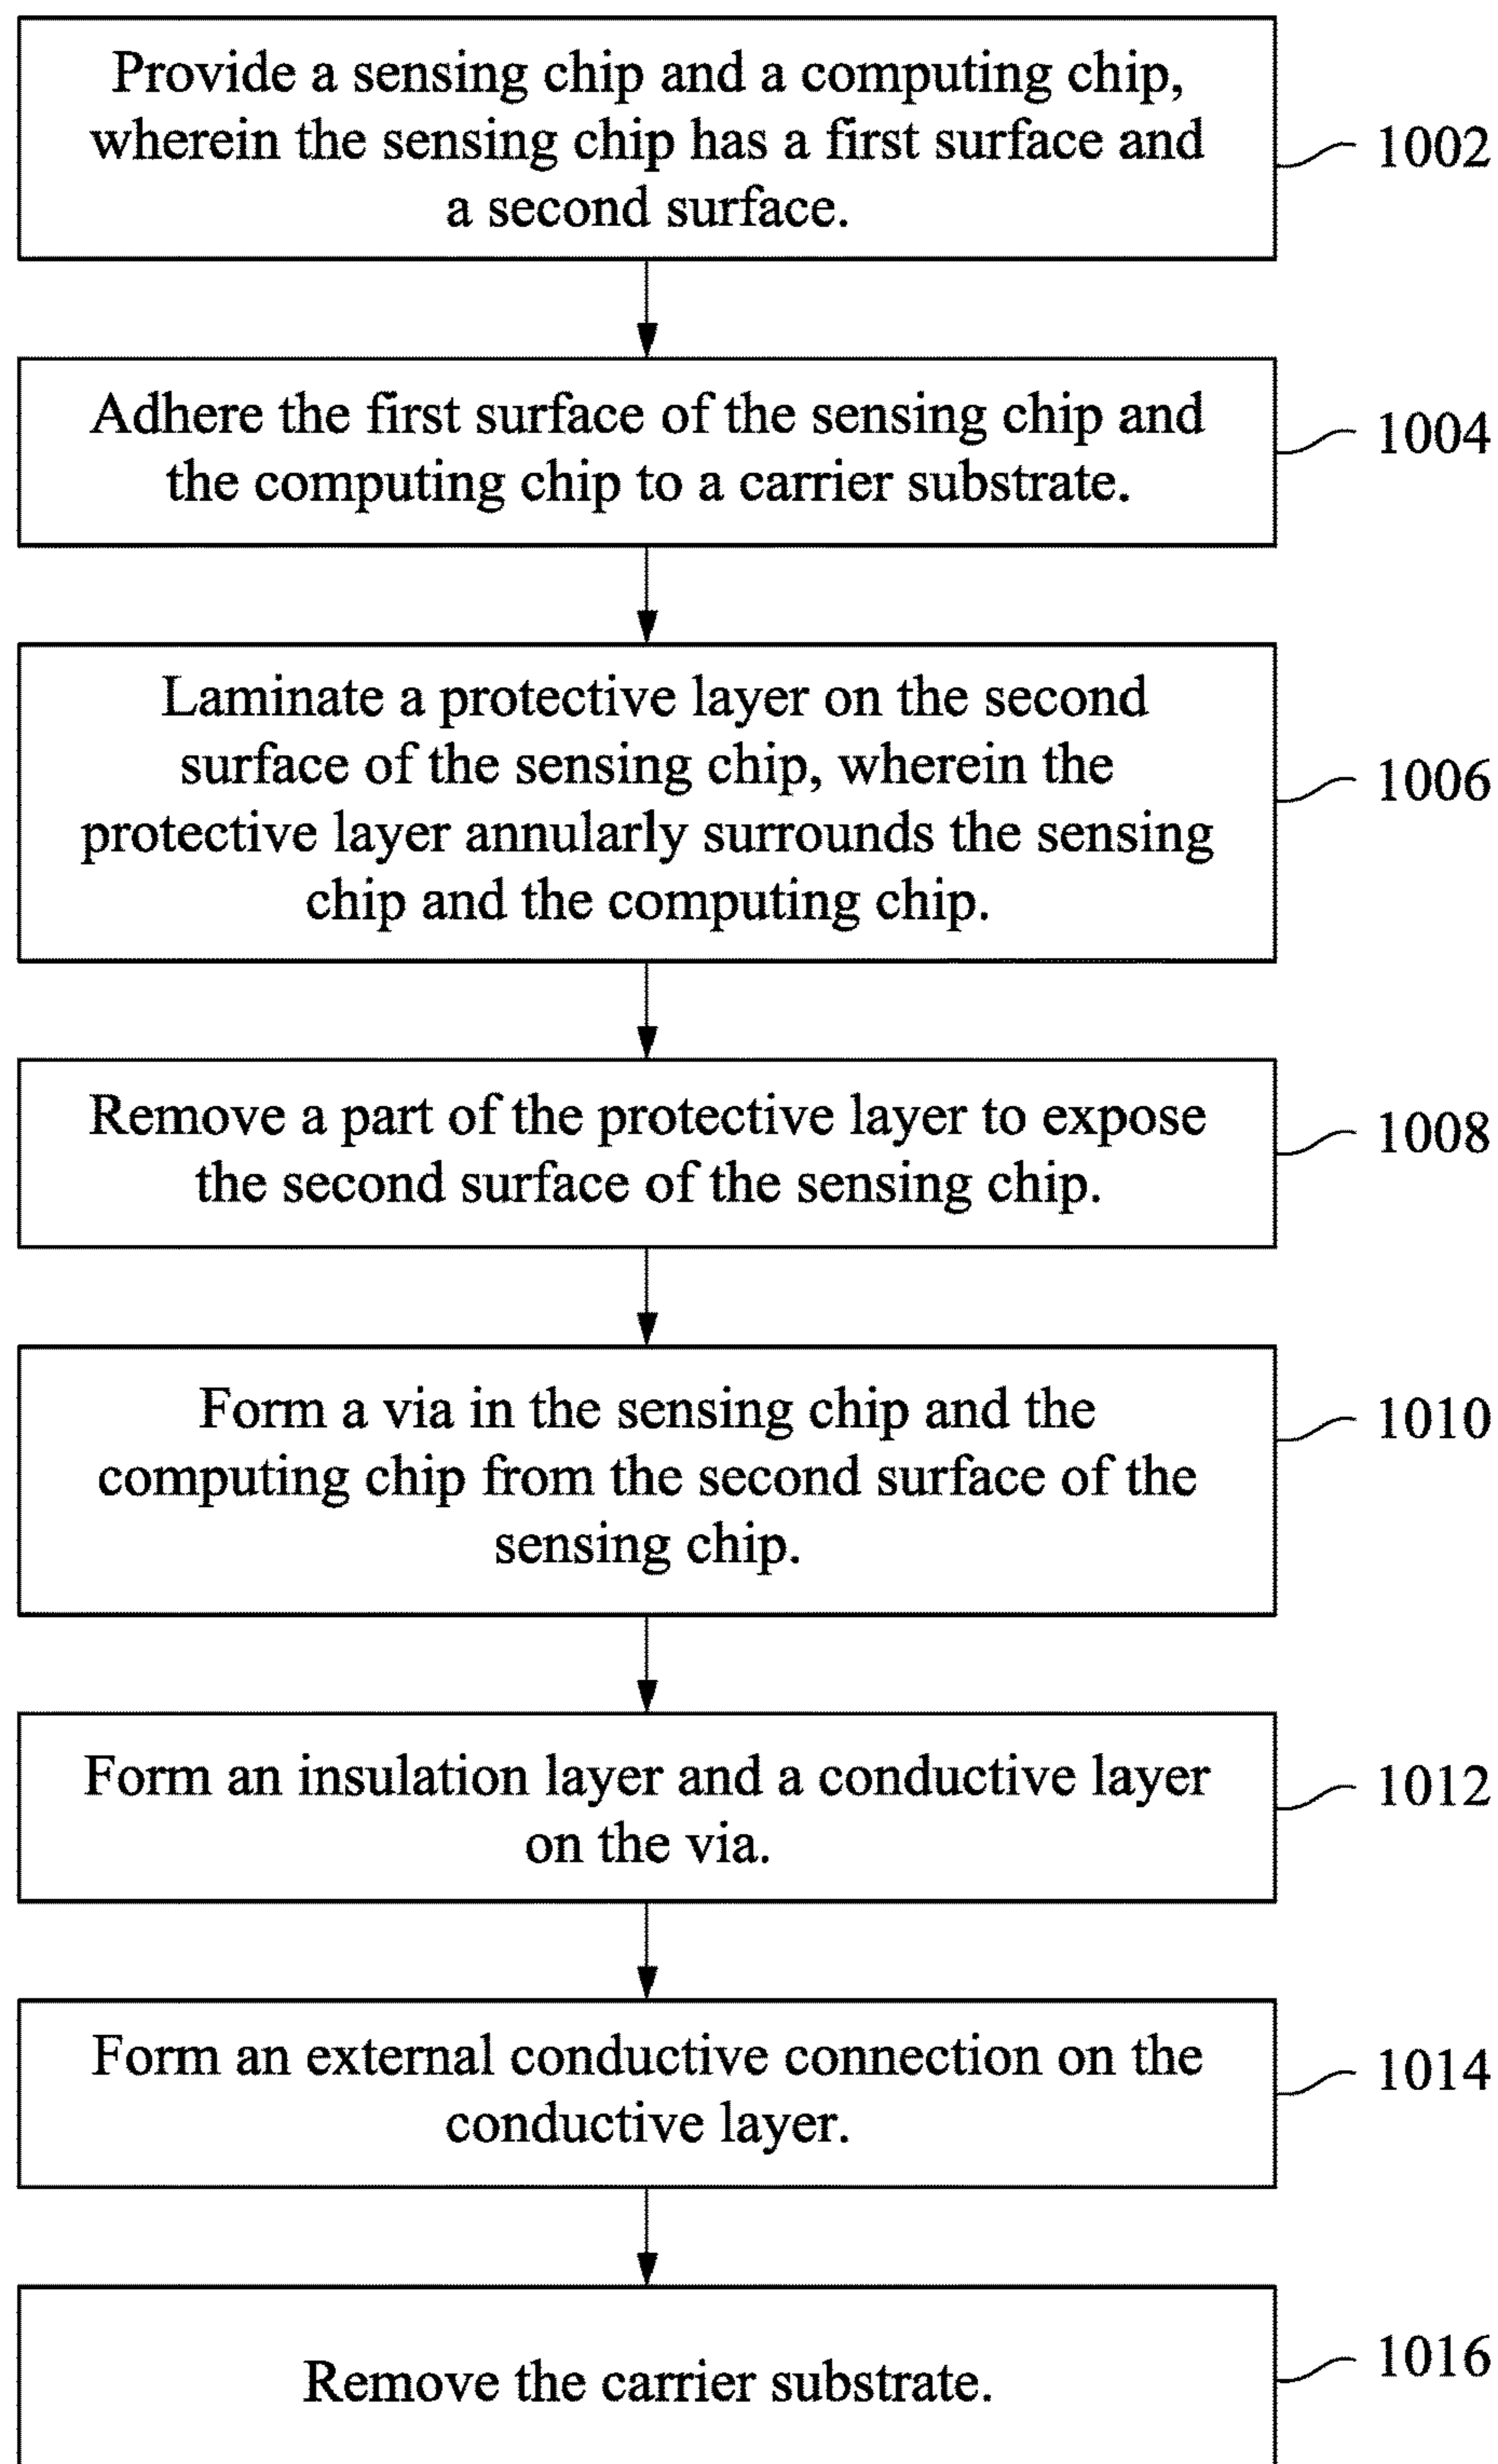 Provide a sensing chip and a computing chip,
wherein the sensing chip has a first surface and
a second surface.
1002
Adhere the first surface of the sensing chip and
the computing chip to a carrier substrate.
1004
Laminate a protective layer on the second
surface of the sensing chip, wherein the
protective layer annularly surrounds the sensing
chip and the computing chip.
1006
Remove a part of the protective layer to expose
the second surface of the sensing chip.
1008
Form a via in the sensing chip and the
computing chip from the second surface of the
sensing chip.
1010
Form an insulation layer and a conductive layer
on the via.
1012
Form an external conductive connection on the
conductive layer.
1014
Remove the carrier substrate.
1016